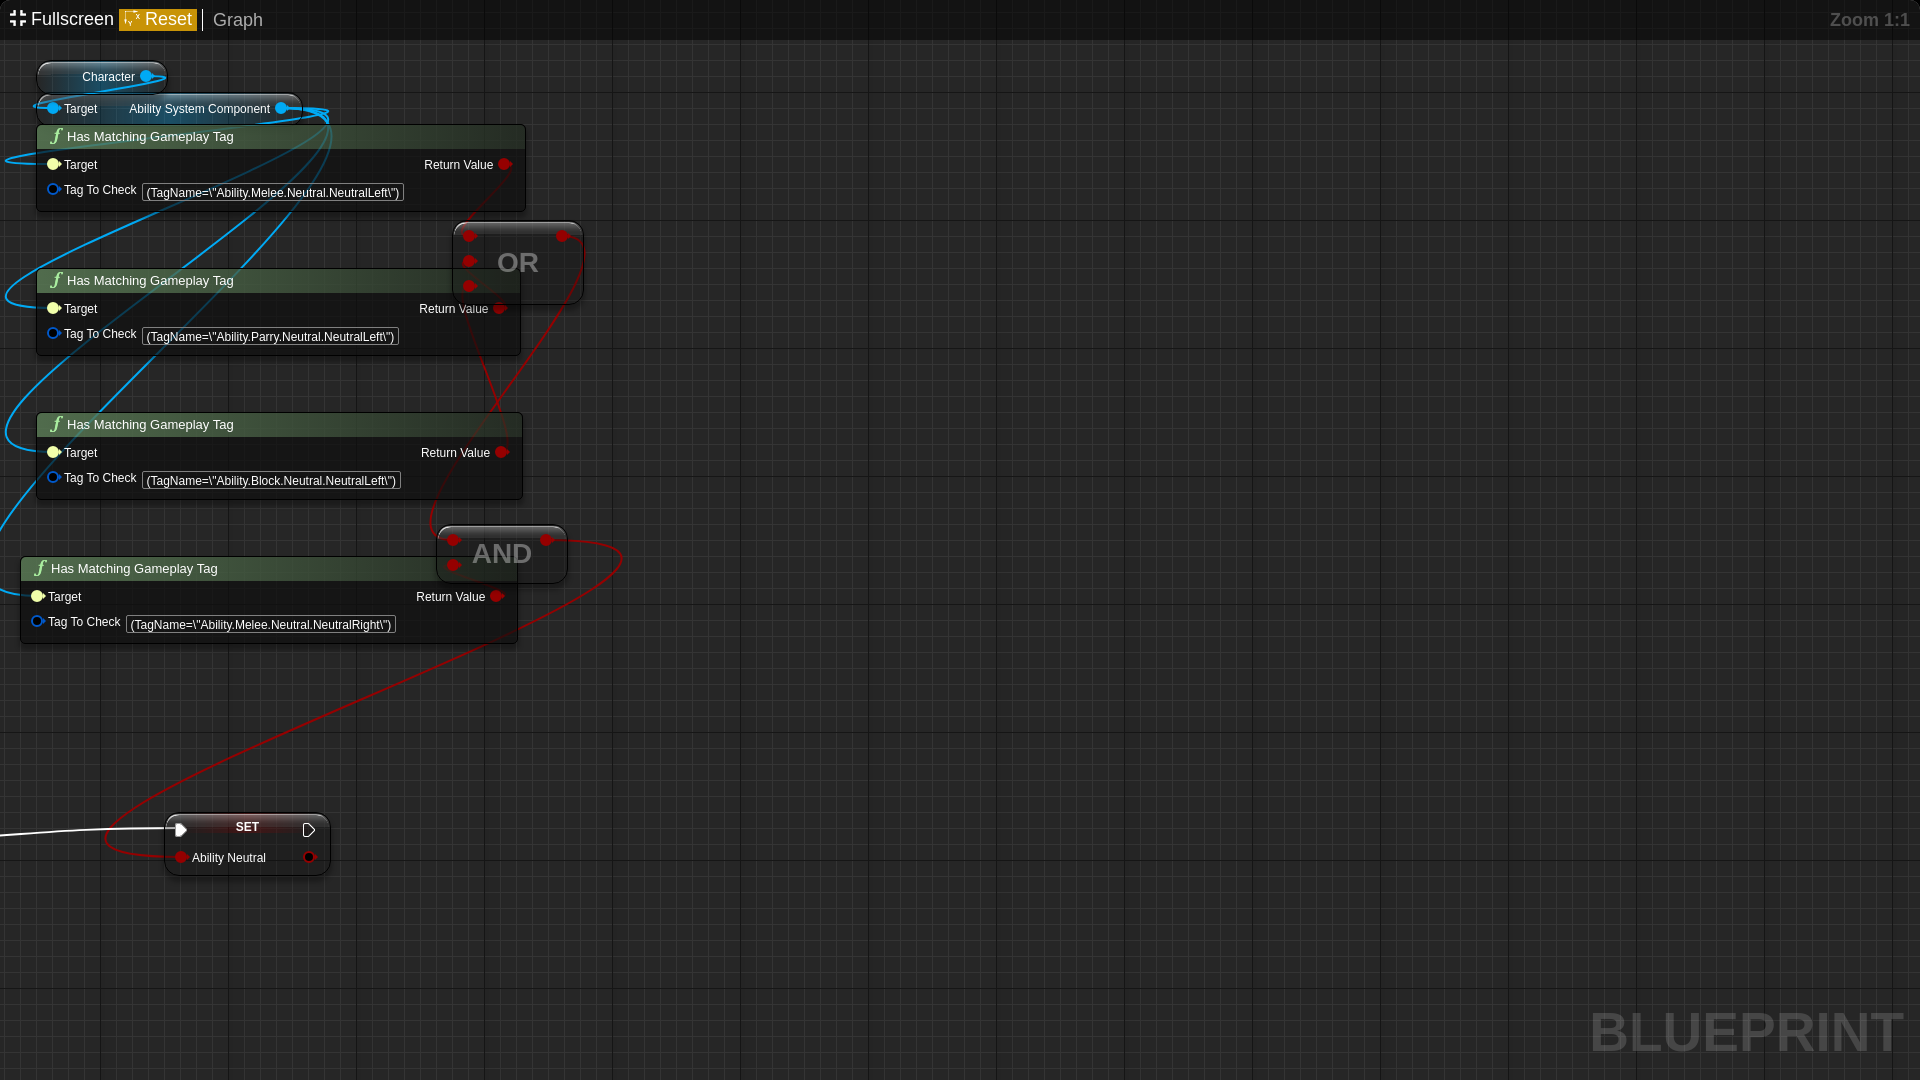 Fullscreen Reset Graph Zoom 1:1
Character
Target Ability System Component
Has Matching Gameplay Tag
Target Return Value
Tag To Check (TagName=\"Ability.Melee.Neutral.NeutralLeft\")
OR
Has Matching Gameplay Tag
Target Return Value
Tag To Check (TagName=\"Ability.Parry.Neutral.NeutralLeft\")
Has Matching Gameplay Tag
Target Return Value
Tag To Check (TagName=\"Ability.Block.Neutral.NeutralLeft\")
AND
Has Matching Gameplay Tag
Target Return Value
Tag To Check (TagName=\"Ability.Melee.Neutral.NeutralRight\")
SET
Ability Neutral
BLUEPRINT